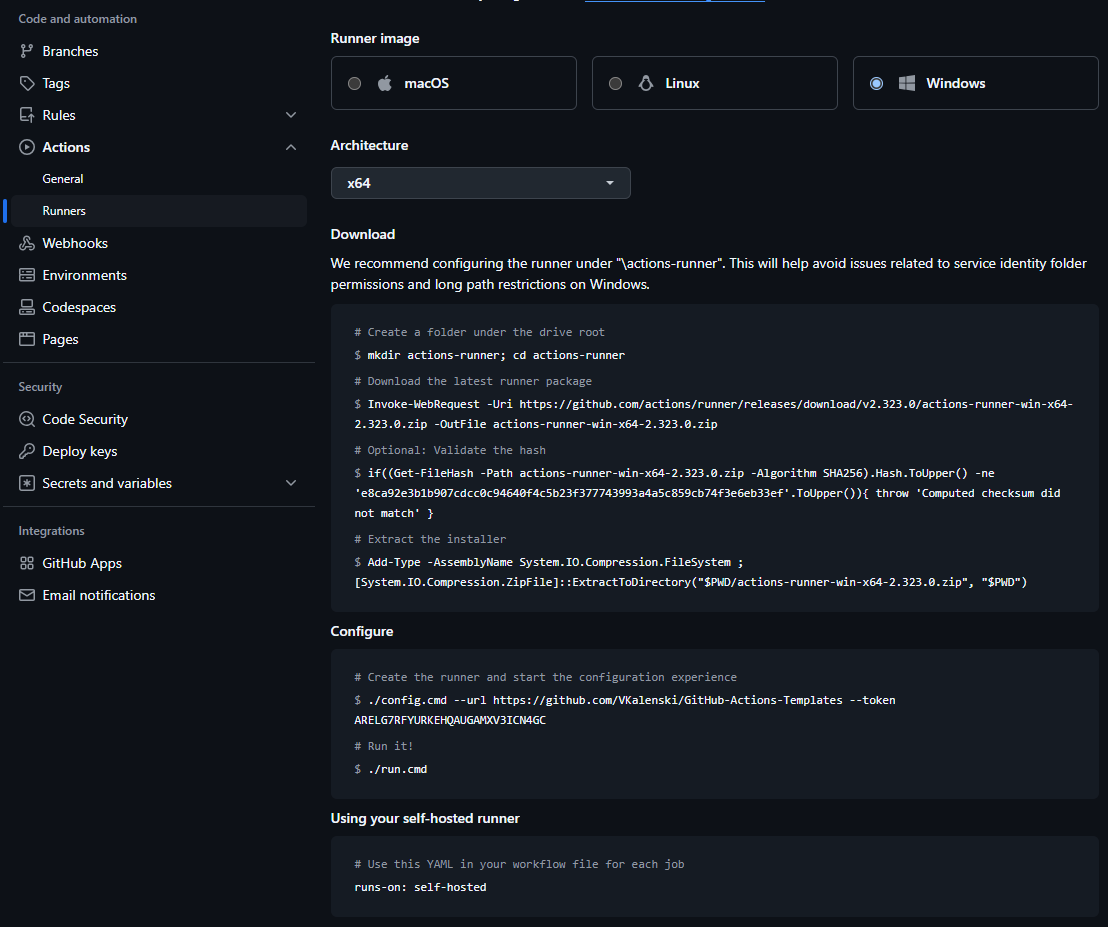 Code and automation
Branches
Tags
Rules
Actions
General
Runners
Webhooks
Environments
Codespaces
Pages
Security
Code Security
Deploy keys
Secrets and variables
Integrations
GitHub Apps
Email notifications
Runner image
macOS
Linux
Windows
Architecture
x64
Download
We recommend configuring the runner under "\actions-runner". This will help avoid issues related to service identity folder
permissions and long path restrictions on Windows.
# Create a folder under the drive root
$ mkdir actions-runner; cd actions-runner
# Download the latest runner package
$ Invoke-WebRequest -Uri https://github.com/actions/runner/releases/download/v2.323.0/actions-runner-win-x64-
2.323.0.zip -OutFile actions-runner-win-x64-2.323.0.zip
# Optional: Validate the hash
$ if((Get-FileHash -Path actions-runner-win-x64-2.323.0.zip -Algorithm SHA256).Hash.ToUpper() -ne
'e8ca92e3b1b907cdcc0c94640f4c5b23f377743993a4a5c859cb74f3e6eb33ef'.ToUpper()){ throw 'Computed checksum did
not match' }
# Extract the installer
$ Add-Type -AssemblyName System.IO.Compression.FileSystem ;
[System.IO.Compression.ZipFile]::ExtractToDirectory("$PWD/actions-runner-win-x64-2.323.0.zip", "$PWD")
Configure
# Create the runner and start the configuration experience
$ ./config.cmd --url https://github.com/VKalenski/GitHub-Actions-Templates --token
ARELG7RFYURKEHQAUGAMXV3ICN4GC
# Run it!
$ ./run.cmd
Using your self-hosted runner
# Use this YAML in your workflow file for each job
runs-on: self-hosted